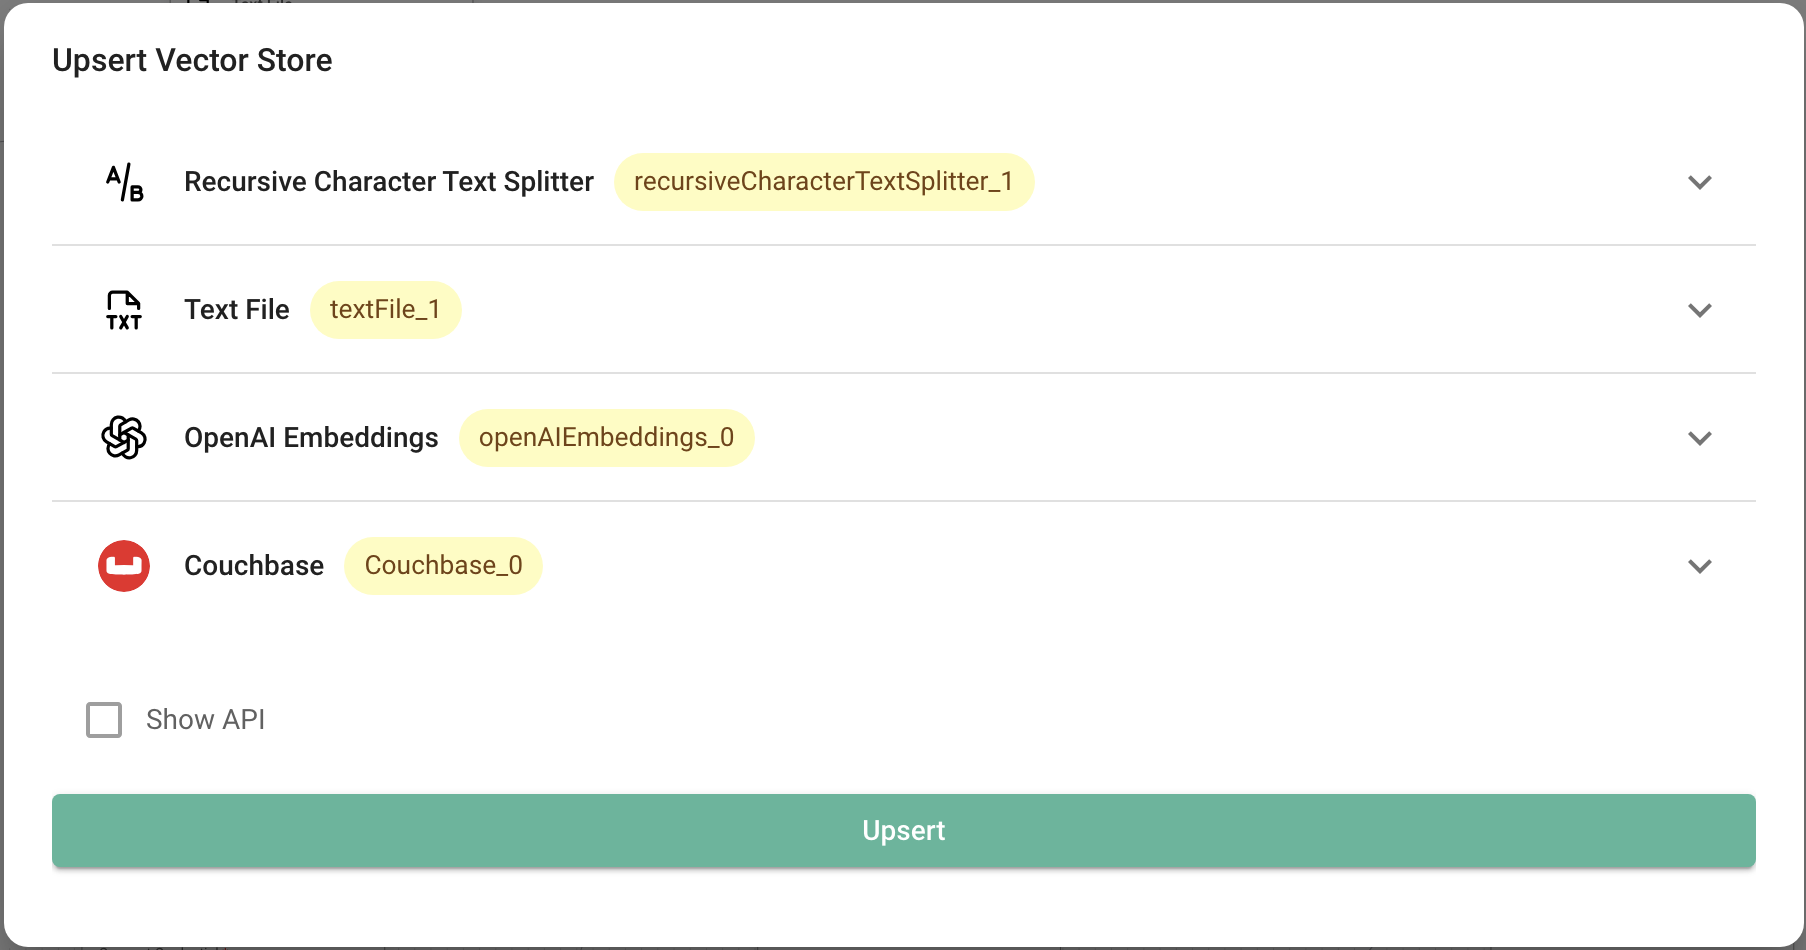 Upsert Vector Store
A/B Recursive Character Text Splitter recursiveCharacterTextSplitter_1
TXT Text File textFile_1
OpenAI Embeddings openAIEmbeddings_0
Couchbase Couchbase_0
Show API
Upsert